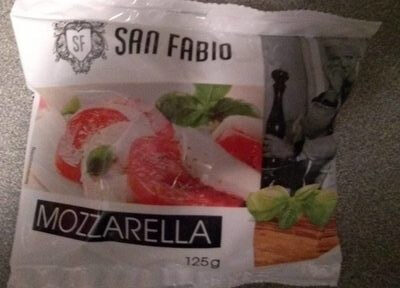 SF
SAN FABIO
MOZZARELLA
125g